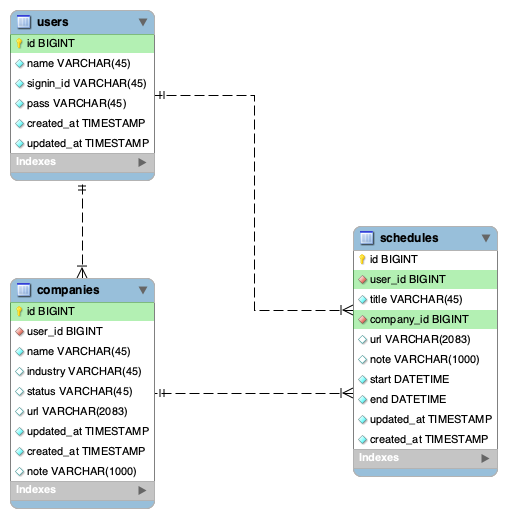 users
id BIGINT
name VARCHAR(45)
signin_id VARCHAR(45)
pass VARCHAR(45)
created_at TIMESTAMP
updated_at TIMESTAMP
Indexes
companies
id BIGINT
user_id BIGINT
name VARCHAR(45)
industry VARCHAR(45)
status VARCHAR(45)
url VARCHAR(2083)
updated_at TIMESTAMP
created_at TIMESTAMP
note VARCHAR(1000)
Indexes
schedules
id BIGINT
user_id BIGINT
title VARCHAR(45)
company_id BIGINT
url VARCHAR(2083)
note VARCHAR(1000)
start DATETIME
end DATETIME
updated_at TIMESTAMP
created_at TIMESTAMP
Indexes